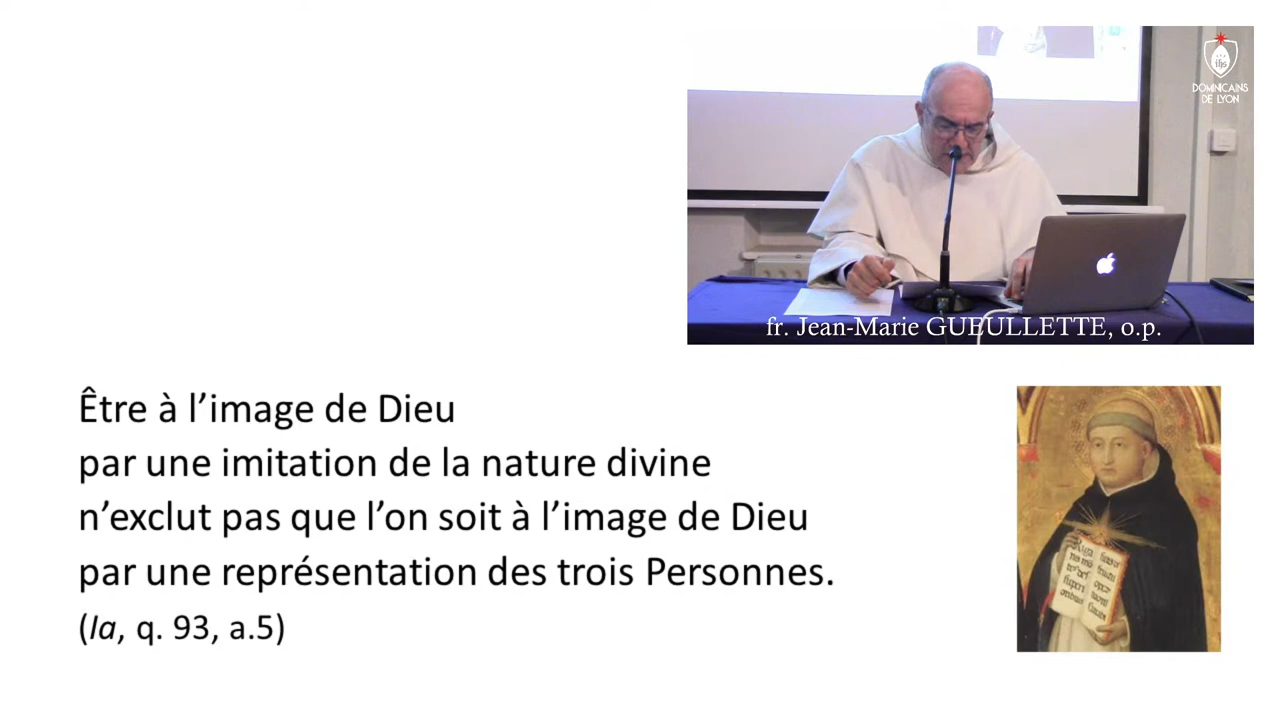 DOMINICAINS
DE LYON
fr. Jean-Marie GUEULLETTE, o.p.
Être à l’image de Dieu
par une imitation de la nature divine
n’exclut pas que l’on soit à l’image de Dieu
par une représentation des trois Personnes.
(Ia, q. 93, a.5)